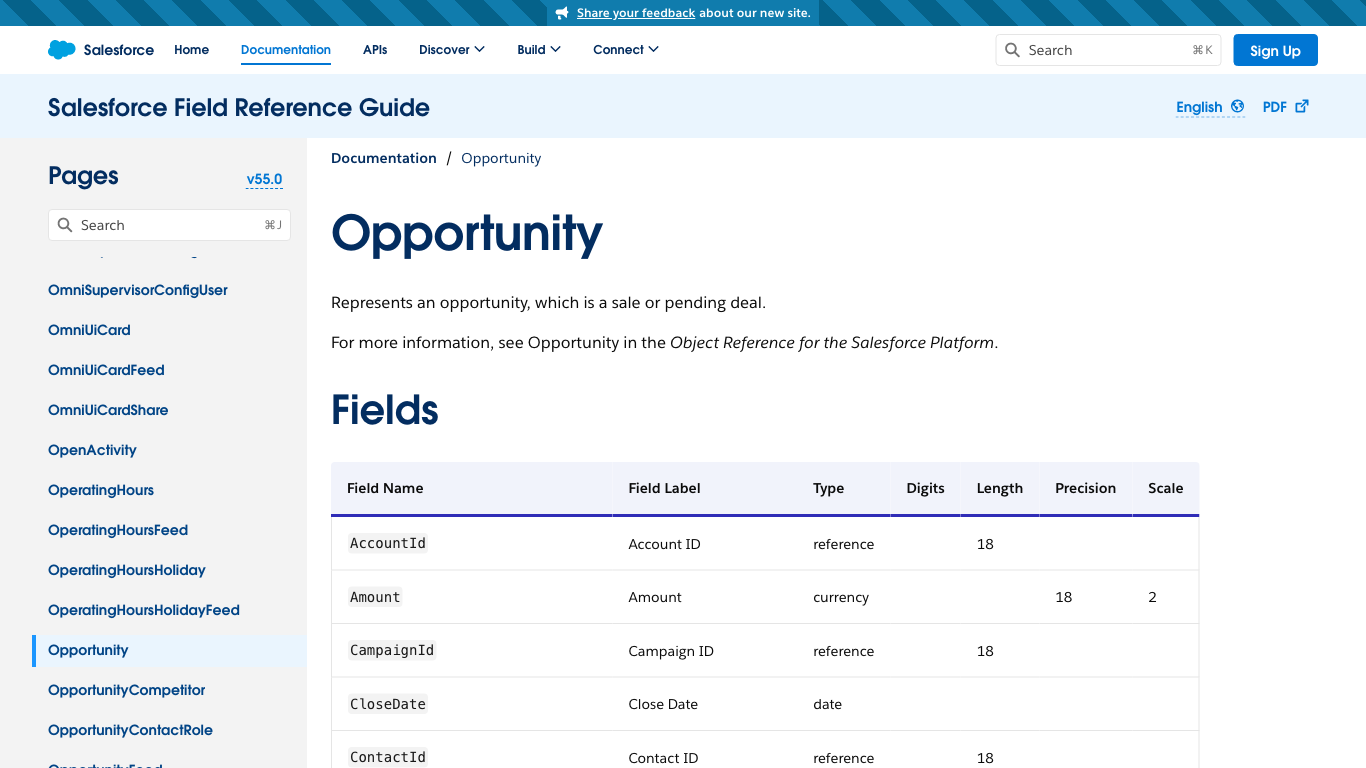 Share your feedback about our new site.
Salesforce Home Documentation APIs Discover Build Connect Search ⌘K Sign Up
Salesforce Field Reference Guide English PDF
Pages v55.0
Search ⌘J
OmniSupervisorConfigUser
OmniUiCard
OmniUiCardFeed
OmniUiCardShare
OpenActivity
OperatingHours
OperatingHoursFeed
OperatingHoursHoliday
OperatingHoursHolidayFeed
Opportunity
OpportunityCompetitor
OpportunityContactRole
Documentation / Opportunity
Opportunity
Represents an opportunity, which is a sale or pending deal.
For more information, see Opportunity in the Object Reference for the Salesforce Platform.
Fields
Field Name Field Label Type Digits Length Precision Scale
AccountId Account ID reference 18
Amount Amount currency 18 2
CampaignId Campaign ID reference 18
CloseDate Close Date date
ContactId Contact ID reference 18